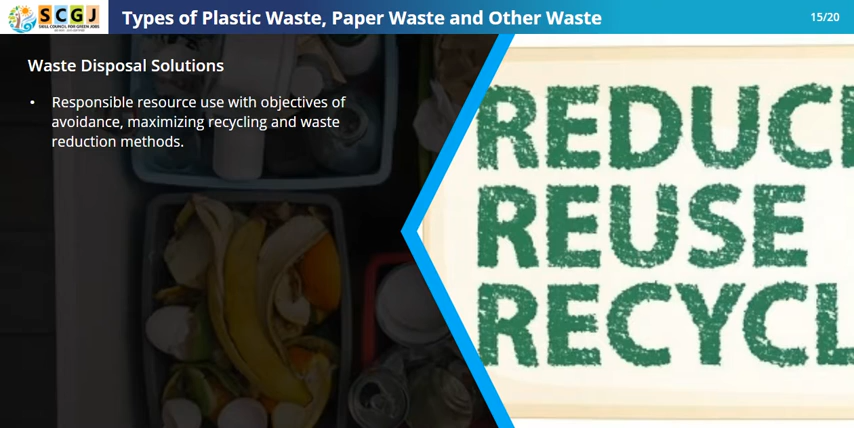 SCGJ
SKILL COUNCIL FOR GREEN JOBS
Types of Plastic Waste, Paper Waste and Other Waste
15/20
Waste Disposal Solutions
• Responsible resource use with objectives of
avoidance, maximizing recycling and waste
reduction methods.
REDUC
REUSE
RECYCL